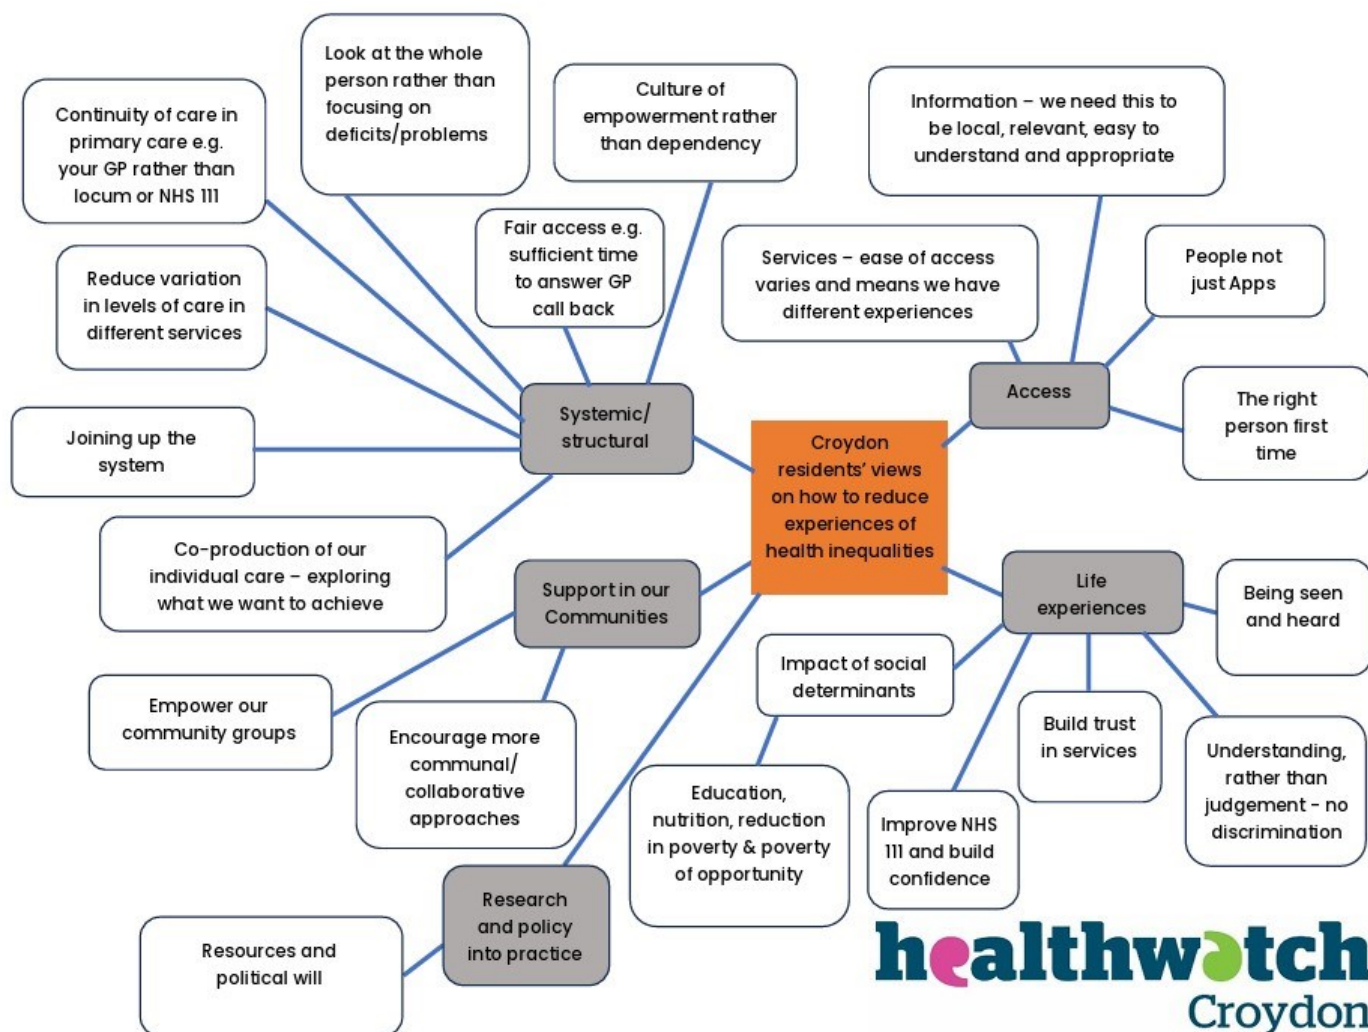 Look at the whole
person rather than
focusing on
deficits/problems
Culture of
empowerment rather
than dependency
Information – we need this to
be local, relevant, easy to
understand and appropriate
Continuity of care in
primary care e.g.
your GP rather than
locum or NHS 111
Fair access e.g.
sufficient time
to answer GP
call back
Services – ease of access
varies and means we have
different experiences
People not
just Apps
Reduce variation
in levels of care in
different services
Systemic/
structural
Access
The right
person first
time
Joining up the
system
Croydon
residents’ views
on how to reduce
experiences of
health inequalities
Co-production of our
individual care – exploring
what we want to achieve
Support in our
Communities
Life
experiences
Being seen
and heard
Impact of social
determinants
Empower our
community groups
Encourage more
communal/
collaborative
approaches
Build trust
in services
Understanding,
rather than
judgement - no
discrimination
Education,
nutrition, reduction
in poverty & poverty
of opportunity
Improve NHS
111 and build
confidence
Research
and policy
into practice
Resources and
political will
healthwatch
Croydon